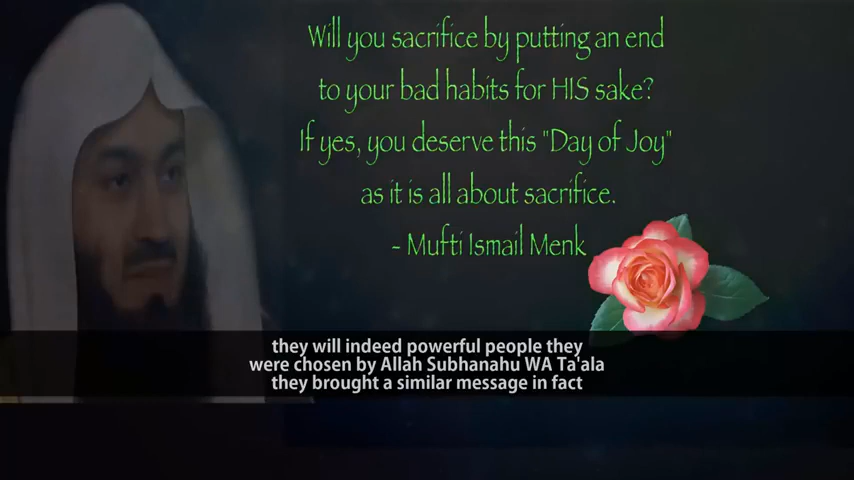 Will you sacrifice by putting an end
to your bad habits for HIS sake?
If yes, you deserve this "Day of Joy"
as it is all about sacrifice.
- Mufti Ismail Menk
they will indeed powerful people they
were chosen by Allah Subhanahu WA Ta'ala
they brought a similar message in fact